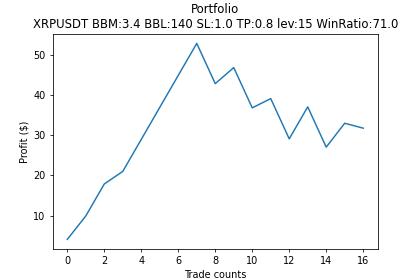 Portfolio
XRPUSDT BBM:3.4 BBL:140 SL:1.0 TP:0.8 lev:15 WinRatio:71.0
50
40
30
20
10
Profit ($)
0 2 4 6 8 10 12 14 16
Trade counts